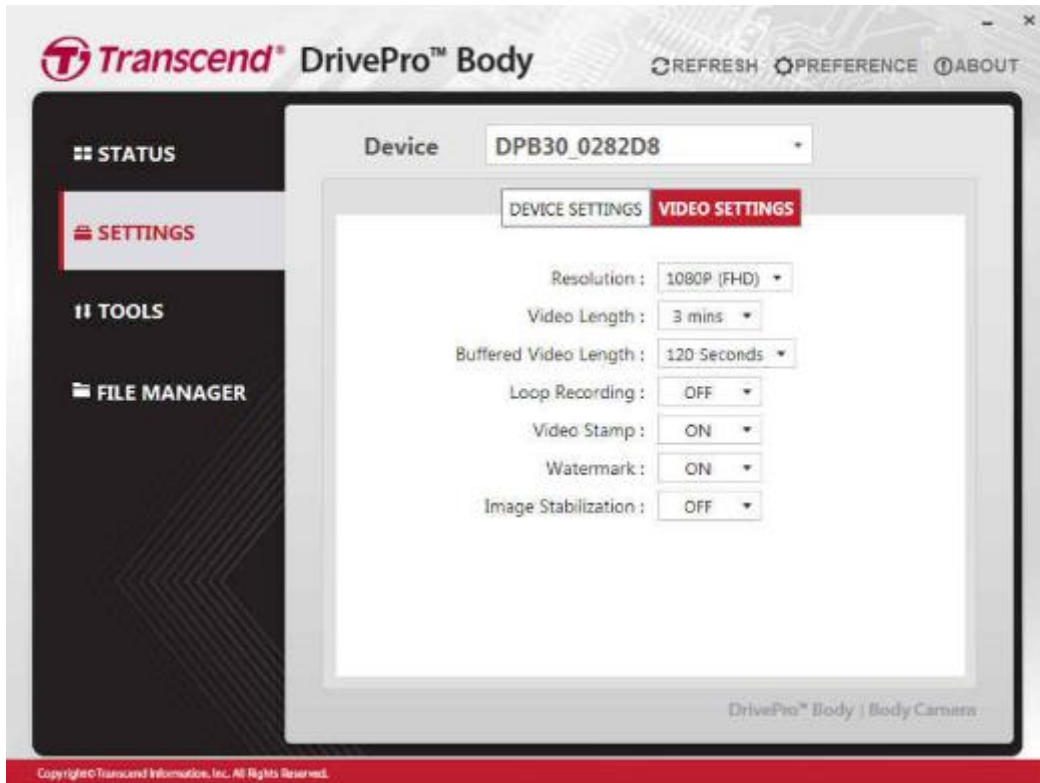 Transcend® DrivePro™ Body
REFRESH PREFERENCE ABOUT
STATUS
SETTINGS
TOOLS
FILE MANAGER
Device DPB30_0282D8
DEVICE SETTINGS VIDEO SETTINGS
Resolution : 1080P (FHD)
Video Length : 3 mins
Buffered Video Length : 120 Seconds
Loop Recording : OFF
Video Stamp : ON
Watermark : ON
Image Stabilization : OFF
DrivePro™ Body | Body Camera
Copyright© Transcend Information, Inc. All Rights Reserved.